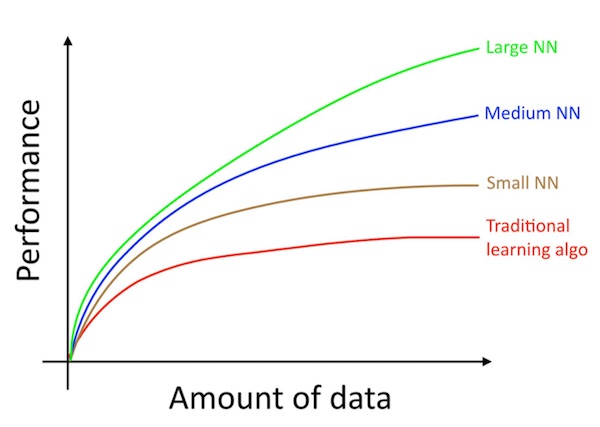 Large NN
Medium NN
Small NN
Traditional
learning algo
Performance
Amount of data